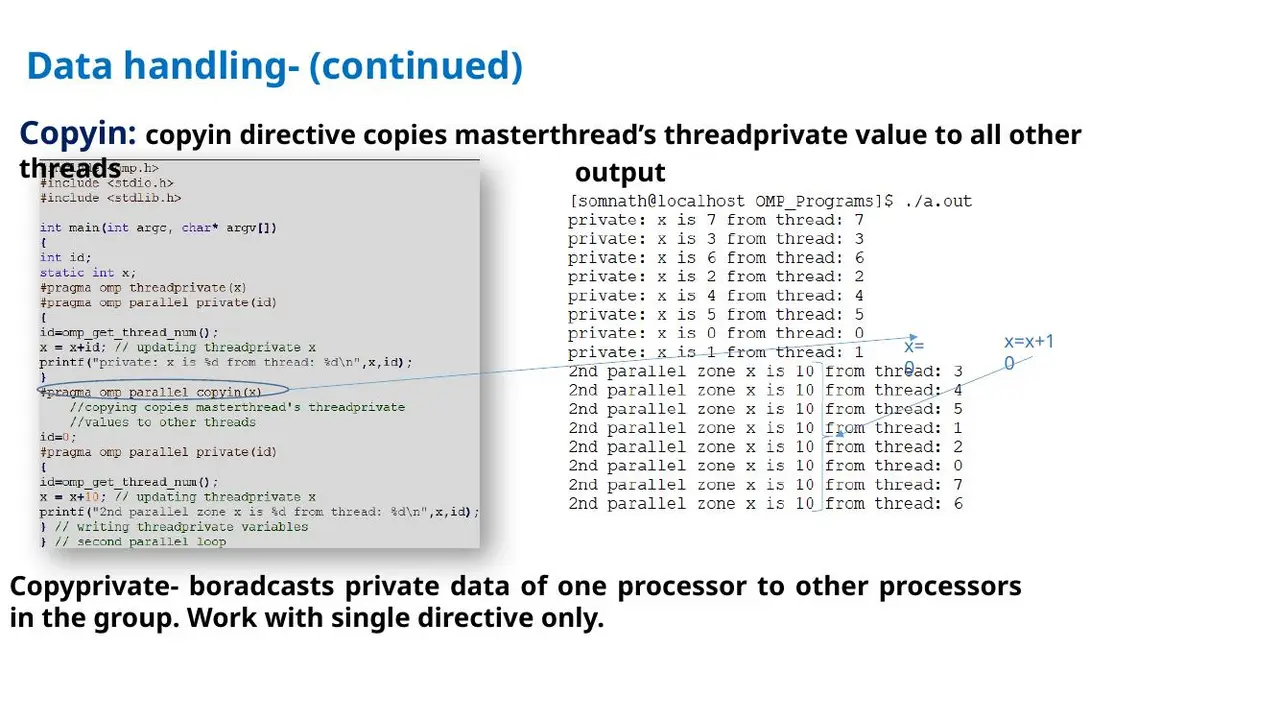 Data handling- (continued)
Copyin: copyin directive copies masterthread’s threadprivate value to all other
threads
#include <omp.h>
#include <stdio.h>
#include <stdlib.h>
int main(int argc, char* argv[])
{
int id;
static int x;
#pragma omp threadprivate(x)
#pragma omp parallel private(id)
{
id=omp_get_thread_num();
x = x+id; // updating threadprivate x
printf("private: x is %d from thread: %d\n",x,id);
}
#pragma omp parallel copyin(x)
//copying copies masterthread's threadprivate
//values to other threads
id=0;
#pragma omp parallel private(id)
{
id=omp_get_thread_num();
x = x+10; // updating threadprivate x
printf("2nd parallel zone x is %d from thread: %d\n",x,id);
} // writing threadprivate variables
} // second parallel loop
output
[somnath@localhost OMP_Programs]$ ./a.out
private: x is 7 from thread: 7
private: x is 3 from thread: 3
private: x is 6 from thread: 6
private: x is 2 from thread: 2
private: x is 4 from thread: 4
private: x is 5 from thread: 5
private: x is 0 from thread: 0
private: x is 1 from thread: 1
2nd parallel zone x is 10 from thread: 3
2nd parallel zone x is 10 from thread: 4
2nd parallel zone x is 10 from thread: 5
2nd parallel zone x is 10 from thread: 1
2nd parallel zone x is 10 from thread: 2
2nd parallel zone x is 10 from thread: 0
2nd parallel zone x is 10 from thread: 7
2nd parallel zone x is 10 from thread: 6
x=
0
x=x+1
0
Copyprivate- boradcasts private data of one processor to other processors
in the group. Work with single directive only.